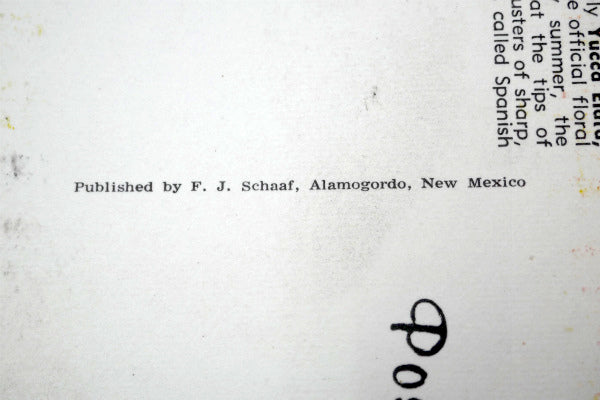 Yucca Elata,
e official floral
summer, the
at the tips of
usters of sharp,
called Spanish
Published by F. J. Schaaf, Alamogordo, New Mexico
Pos